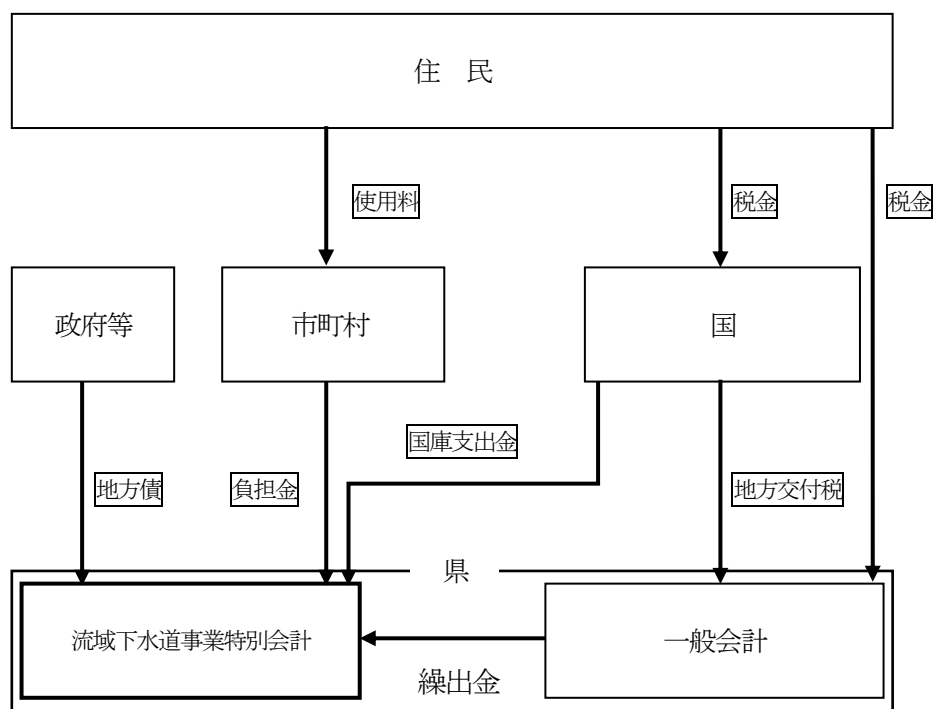 住 民
使用料
税金
税金
政府等
市町村
国
国庫支出金
地方債
負担金
地方交付税
県
流域下水道事業特別会計
一般会計
繰出金